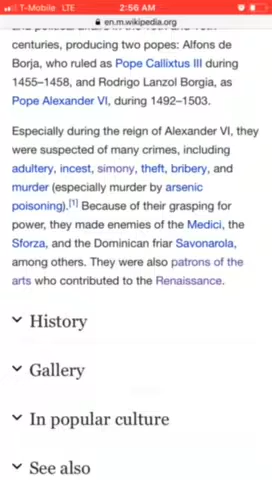 T-Mobile LTE 2:56 AM
en.m.wikipedia.org
centuries, producing two popes: Alfons de
Borja, who ruled as Pope Callixtus III during
1455–1458, and Rodrigo Lanzol Borgia, as
Pope Alexander VI, during 1492–1503.
Especially during the reign of Alexander VI, they
were suspected of many crimes, including
adultery, incest, simony, theft, bribery, and
murder (especially murder by arsenic
poisoning).[1] Because of their grasping for
power, they made enemies of the Medici, the
Sforza, and the Dominican friar Savonarola,
among others. They were also patrons of the
arts who contributed to the Renaissance.
History
Gallery
In popular culture
See also